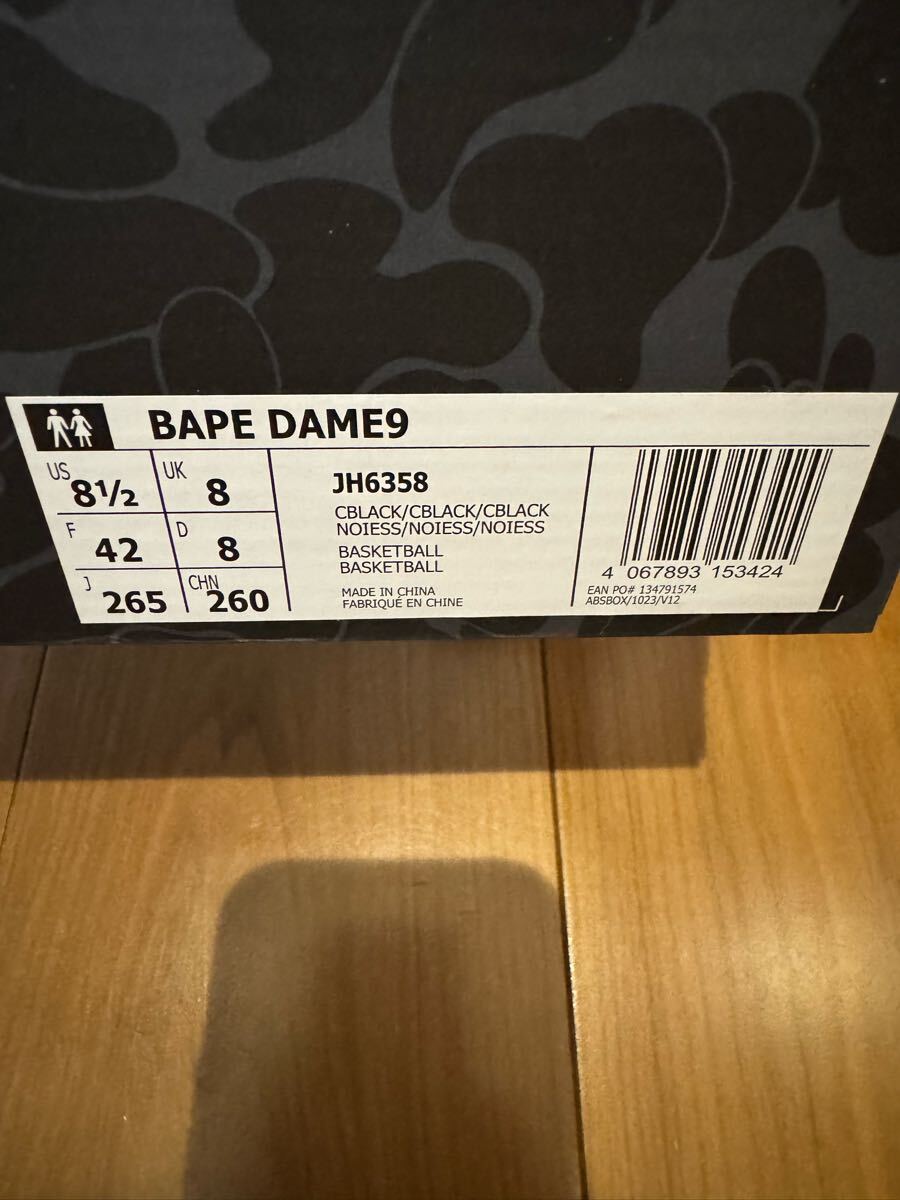 BAPE DAME9
US 8½ UK 8
F 42 D 8
J 265 CHN 260
JH6358
CBLACK/CBLACK/CBLACK
NOIESS/NOIESS/NOIESS
BASKETBALL
BASKETBALL
MADE IN CHINA
FABRIQUÉ EN CHINE
4 067893 153424
EAN PO# 134791574
ABSBOX/1023/V12